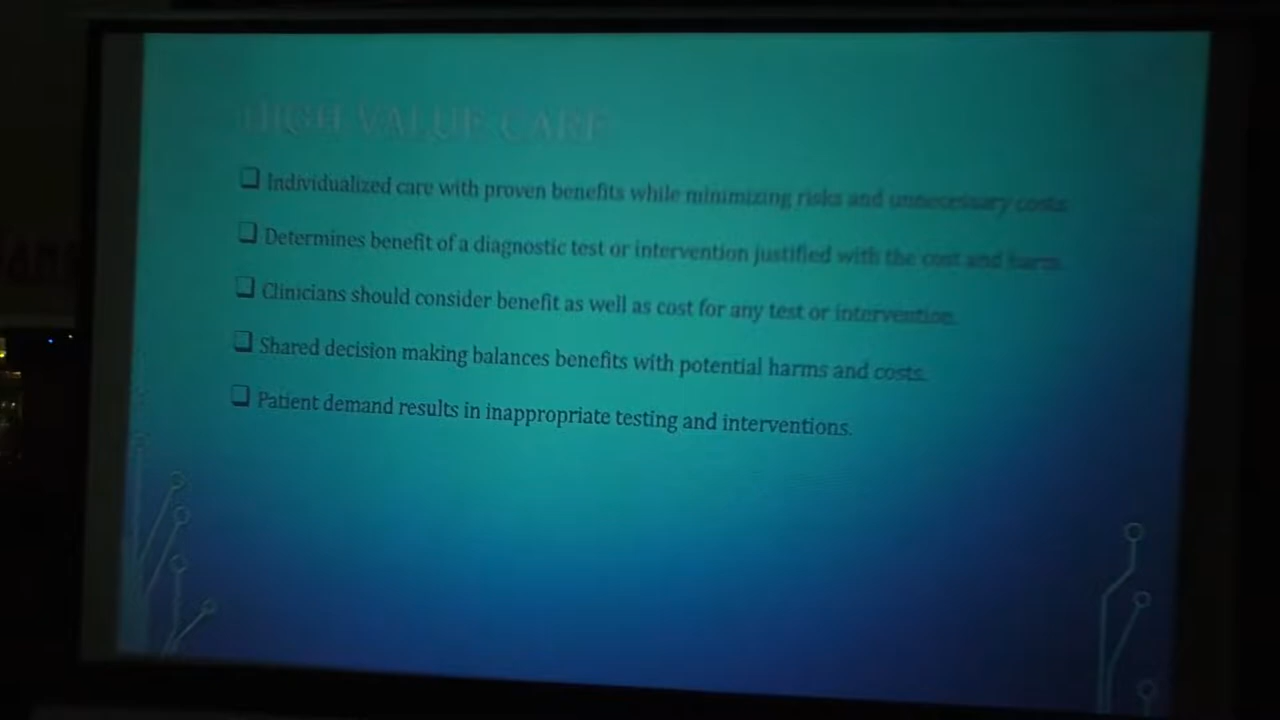 HIGH VALUE CARE
❑ Individualized care with proven benefits while minimizing risks and unnecessary costs.
❑ Determines benefit of a diagnostic test or intervention justified with the cost and harm.
❑ Clinicians should consider benefit as well as cost for any test or intervention.
❑ Shared decision making balances benefits with potential harms and costs.
❑ Patient demand results in inappropriate testing and interventions.